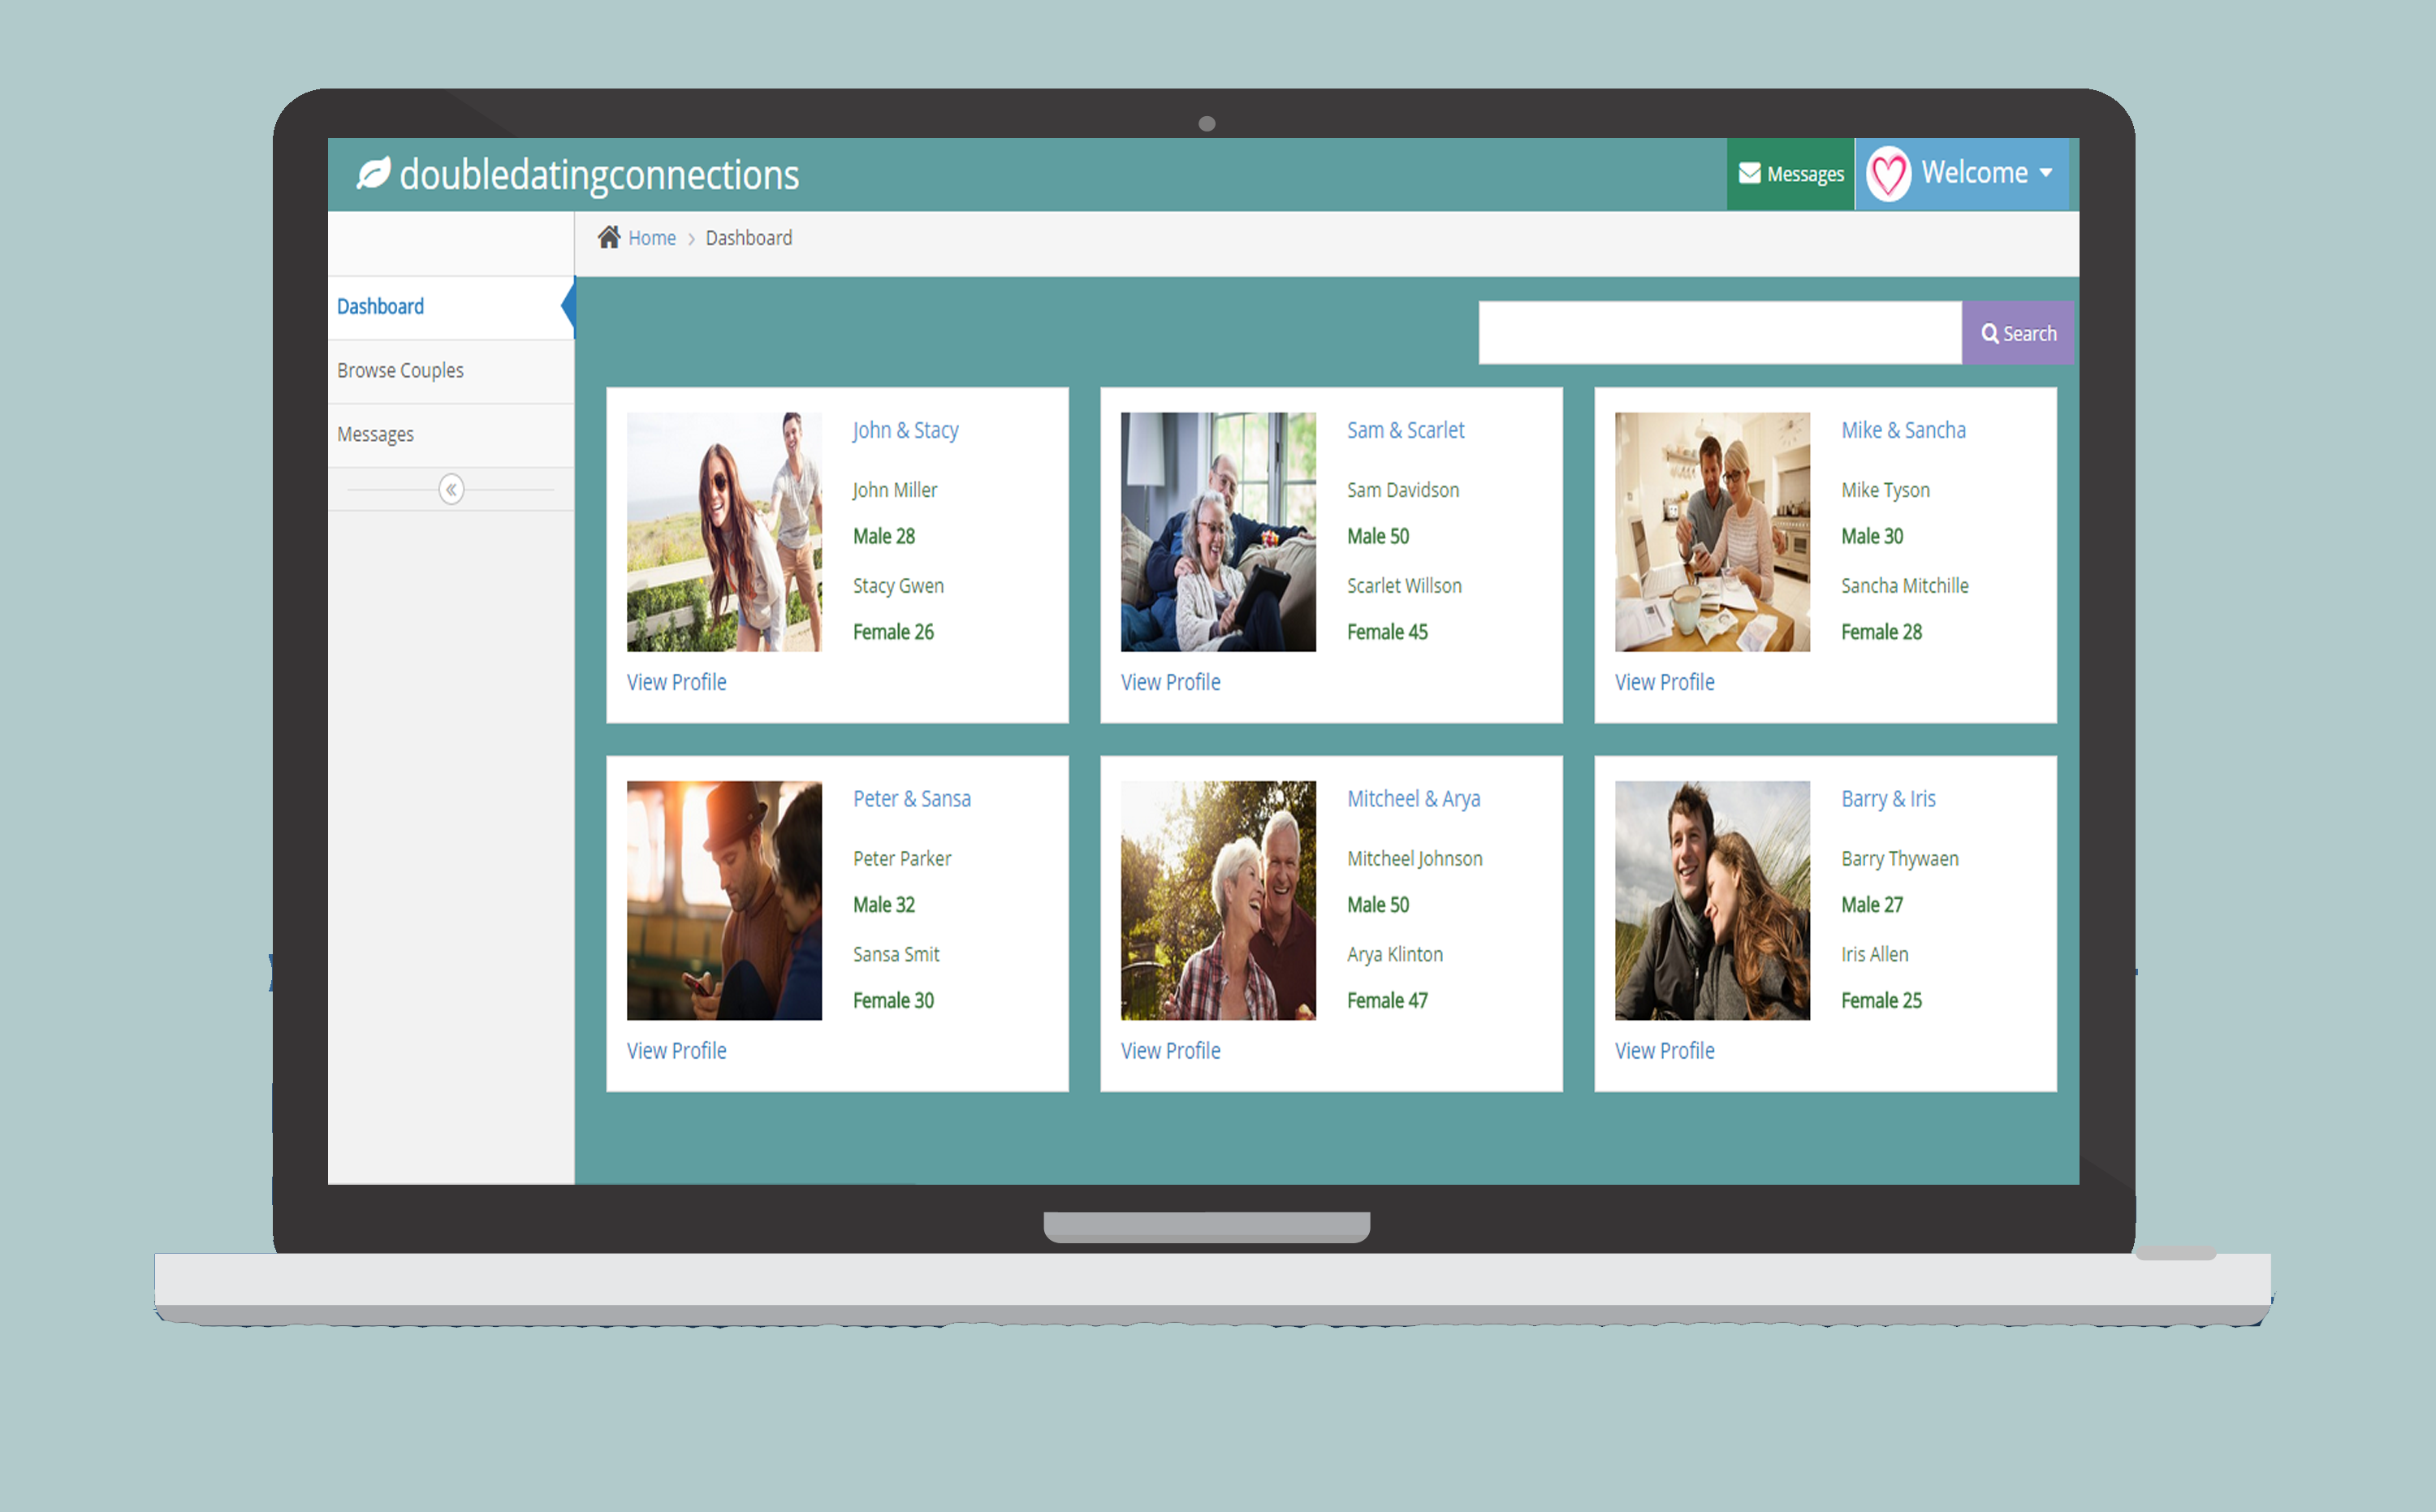 doubledatingconnections
Messages
Welcome
Home > Dashboard
Dashboard
Browse Couples
Messages
Search
John & Stacy
John Miller
Male 28
Stacy Gwen
Female 26
View Profile
Sam & Scarlet
Sam Davidson
Male 50
Scarlet Willson
Female 45
View Profile
Mike & Sancha
Mike Tyson
Male 30
Sancha Mitchille
Female 28
View Profile
Peter & Sansa
Peter Parker
Male 32
Sansa Smit
Female 30
View Profile
Mitcheel & Arya
Mitcheel Johnson
Male 50
Arya Klinton
Female 47
View Profile
Barry & Iris
Barry Thywaen
Male 27
Iris Allen
Female 25
View Profile